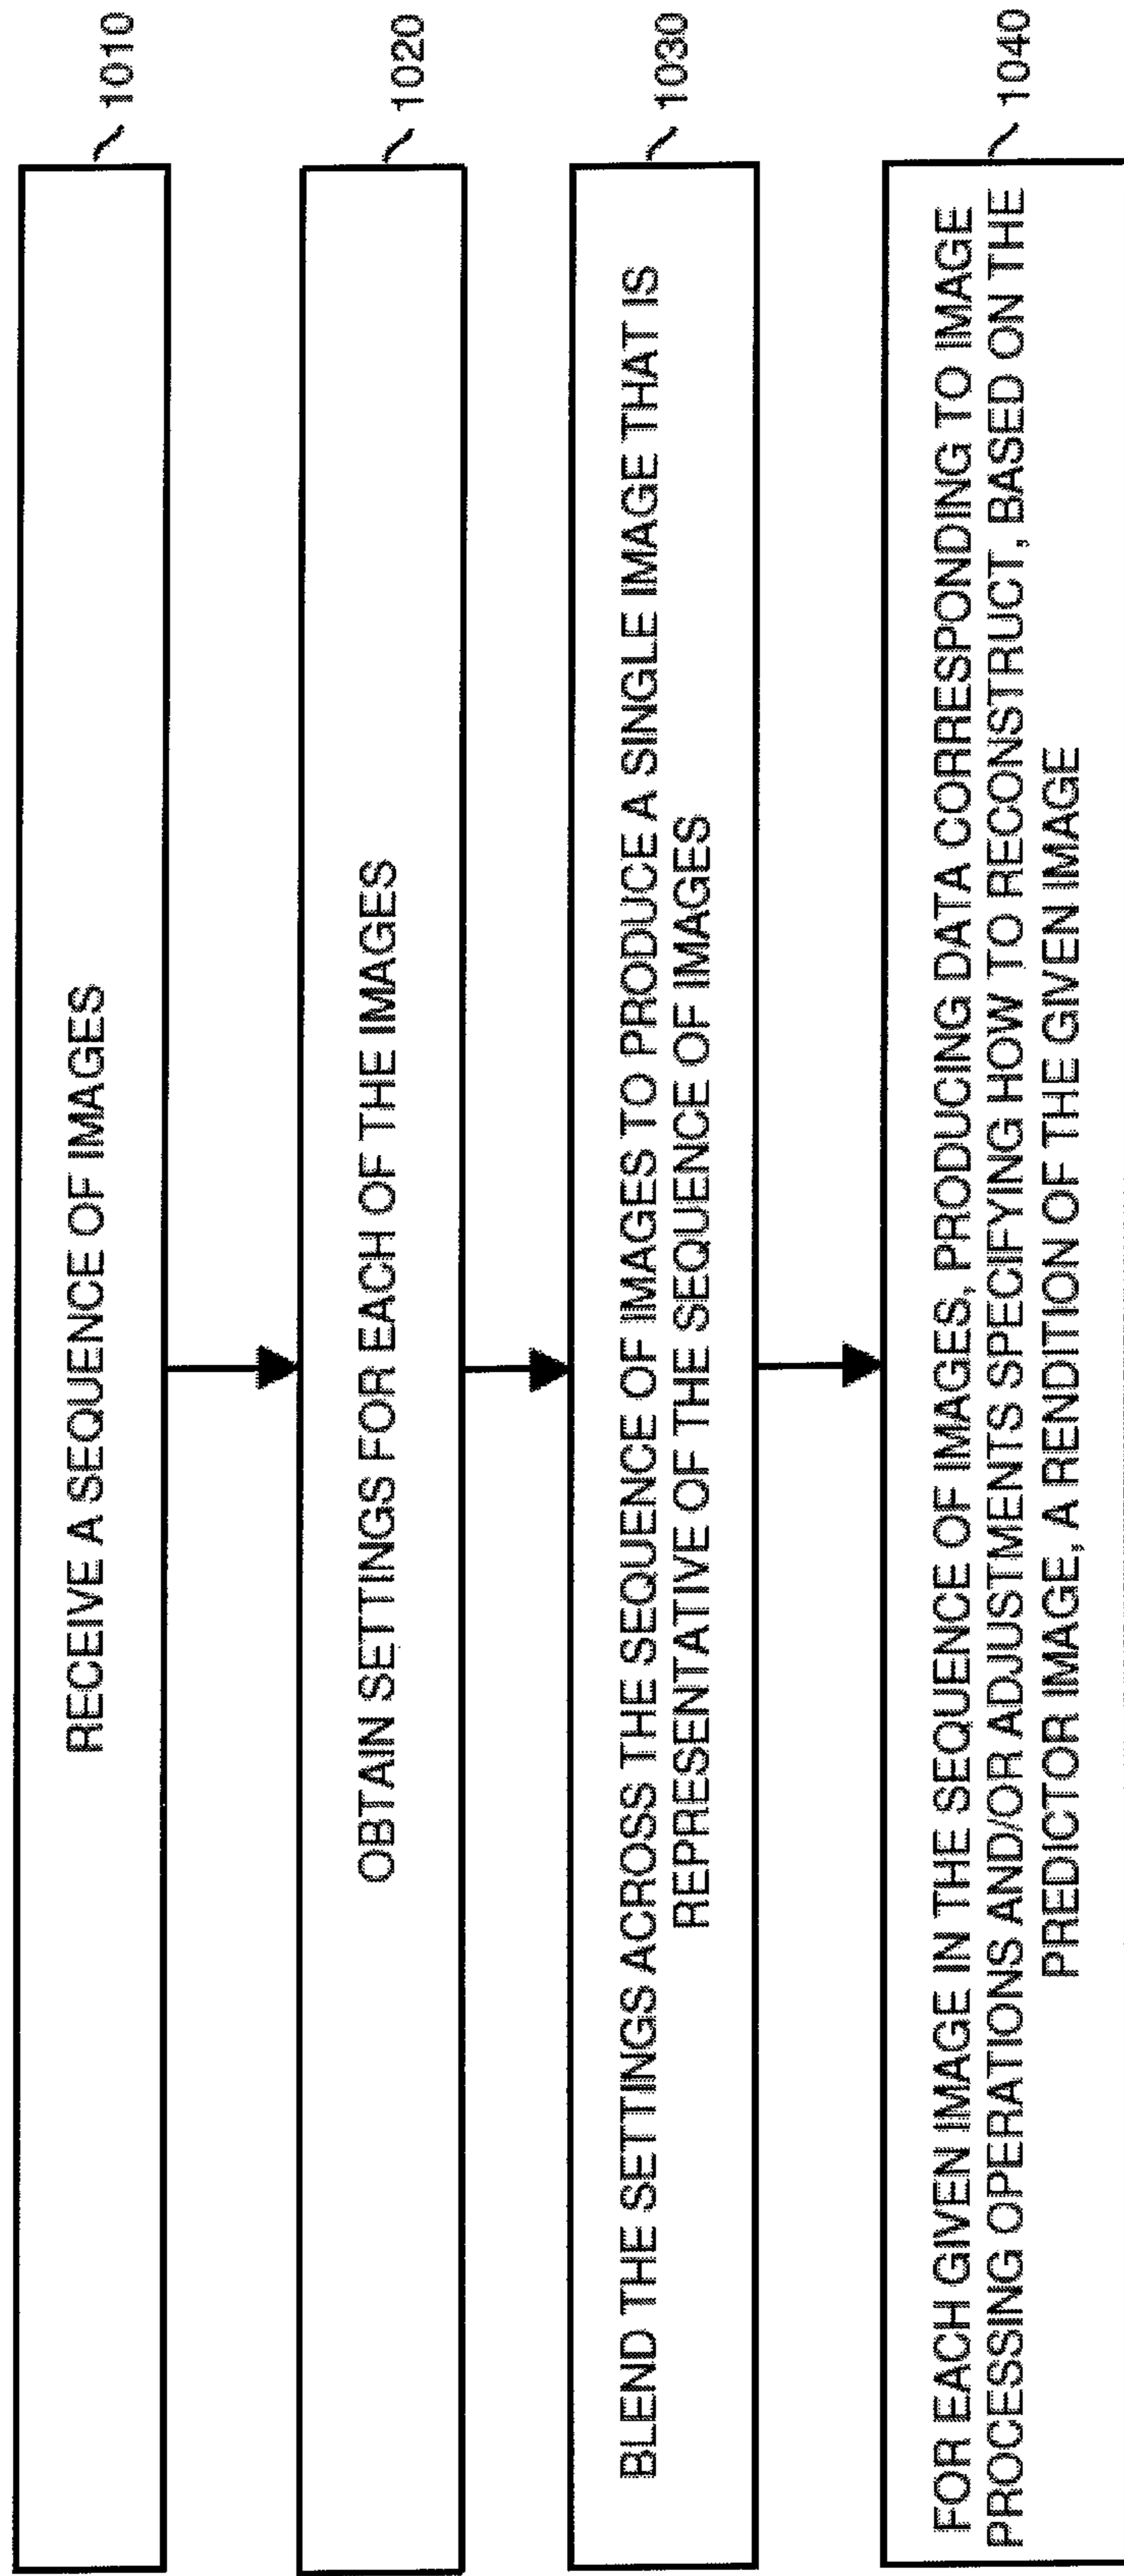 RECEIVE A SEQUENCE OF IMAGES
1010
OBTAIN SETTINGS FOR EACH OF THE IMAGES
1020
BLEND THE SETTINGS ACROSS THE SEQUENCE OF IMAGES TO PRODUCE A SINGLE IMAGE THAT IS
REPRESENTATIVE OF THE SEQUENCE OF IMAGES
1030
FOR EACH GIVEN IMAGE IN THE SEQUENCE OF IMAGES, PRODUCING DATA CORRESPONDING TO IMAGE
PROCESSING OPERATIONS AND/OR ADJUSTMENTS SPECIFYING HOW TO RECONSTRUCT, BASED ON THE
PREDICTOR IMAGE, A RENDITION OF THE GIVEN IMAGE
1040